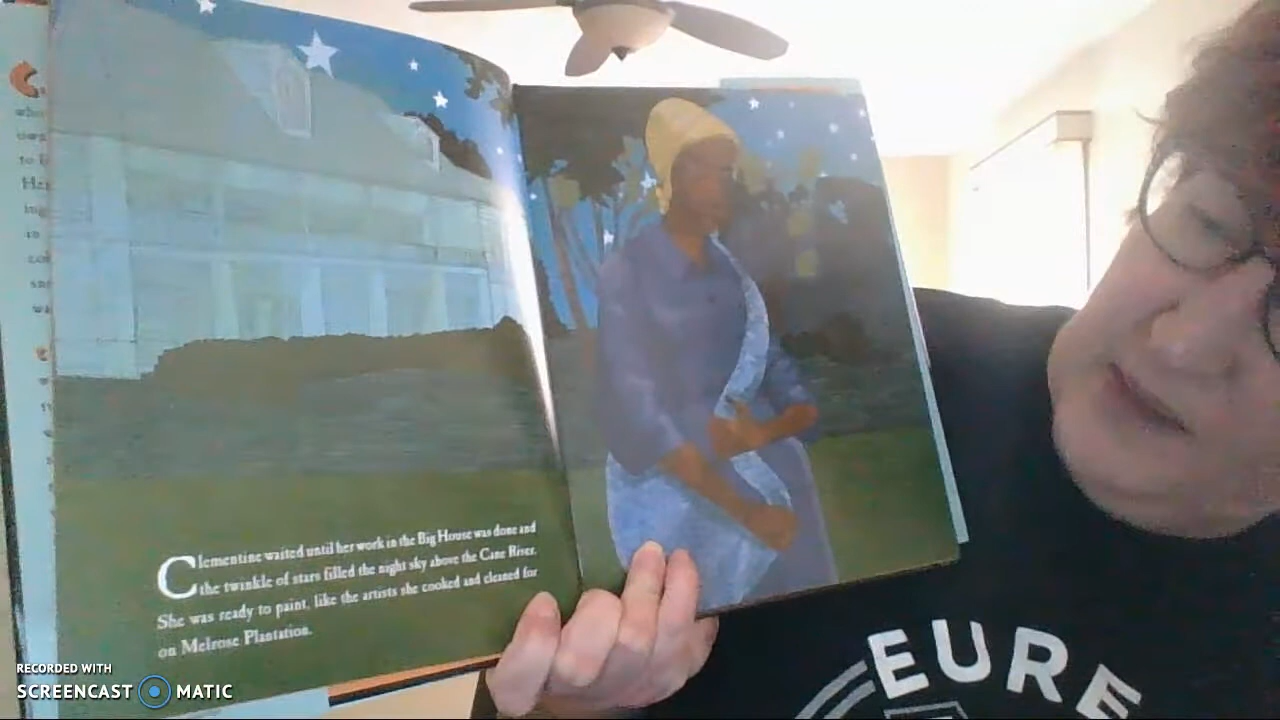 Clementine waited until her work in the Big House was done and
the twinkle of stars filled the night sky above the Cane River.
She was ready to paint, like the artists she cooked and cleaned for
on Melrose Plantation.
EURE
RECORDED WITH
SCREENCAST MATIC